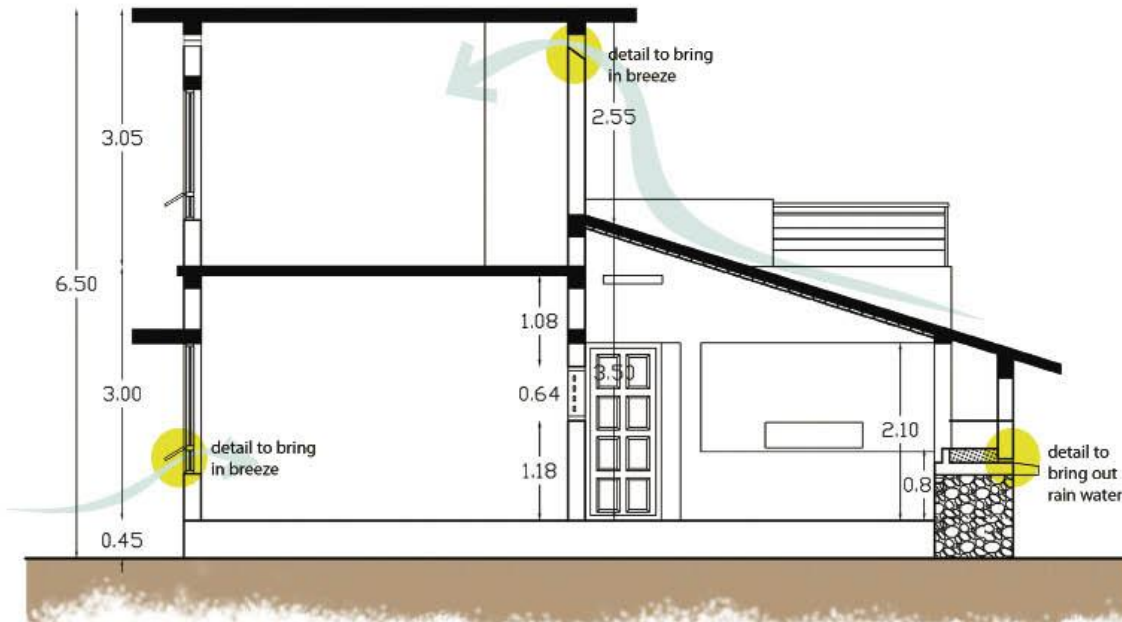 detail to bring
in breeze
2.55
3.05
6.50
1.08
0.64
3.50
3.00
2.10
detail to bring
in breeze
1.18
0.8
detail to
bring out
rain water
0.45